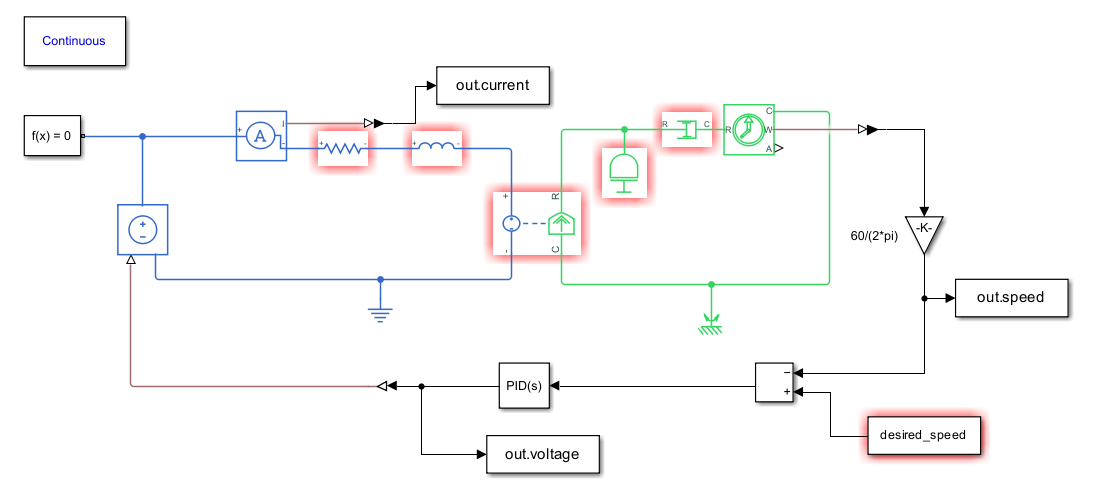 Continuous
out.current
f(x) = 0
+
A
I
-
+
-
+
-
R
C
R
C
W
A
+
-
+
-
R
C
-K-
60/(2*pi)
out.speed
PID(s)
−
+
desired_speed
out.voltage